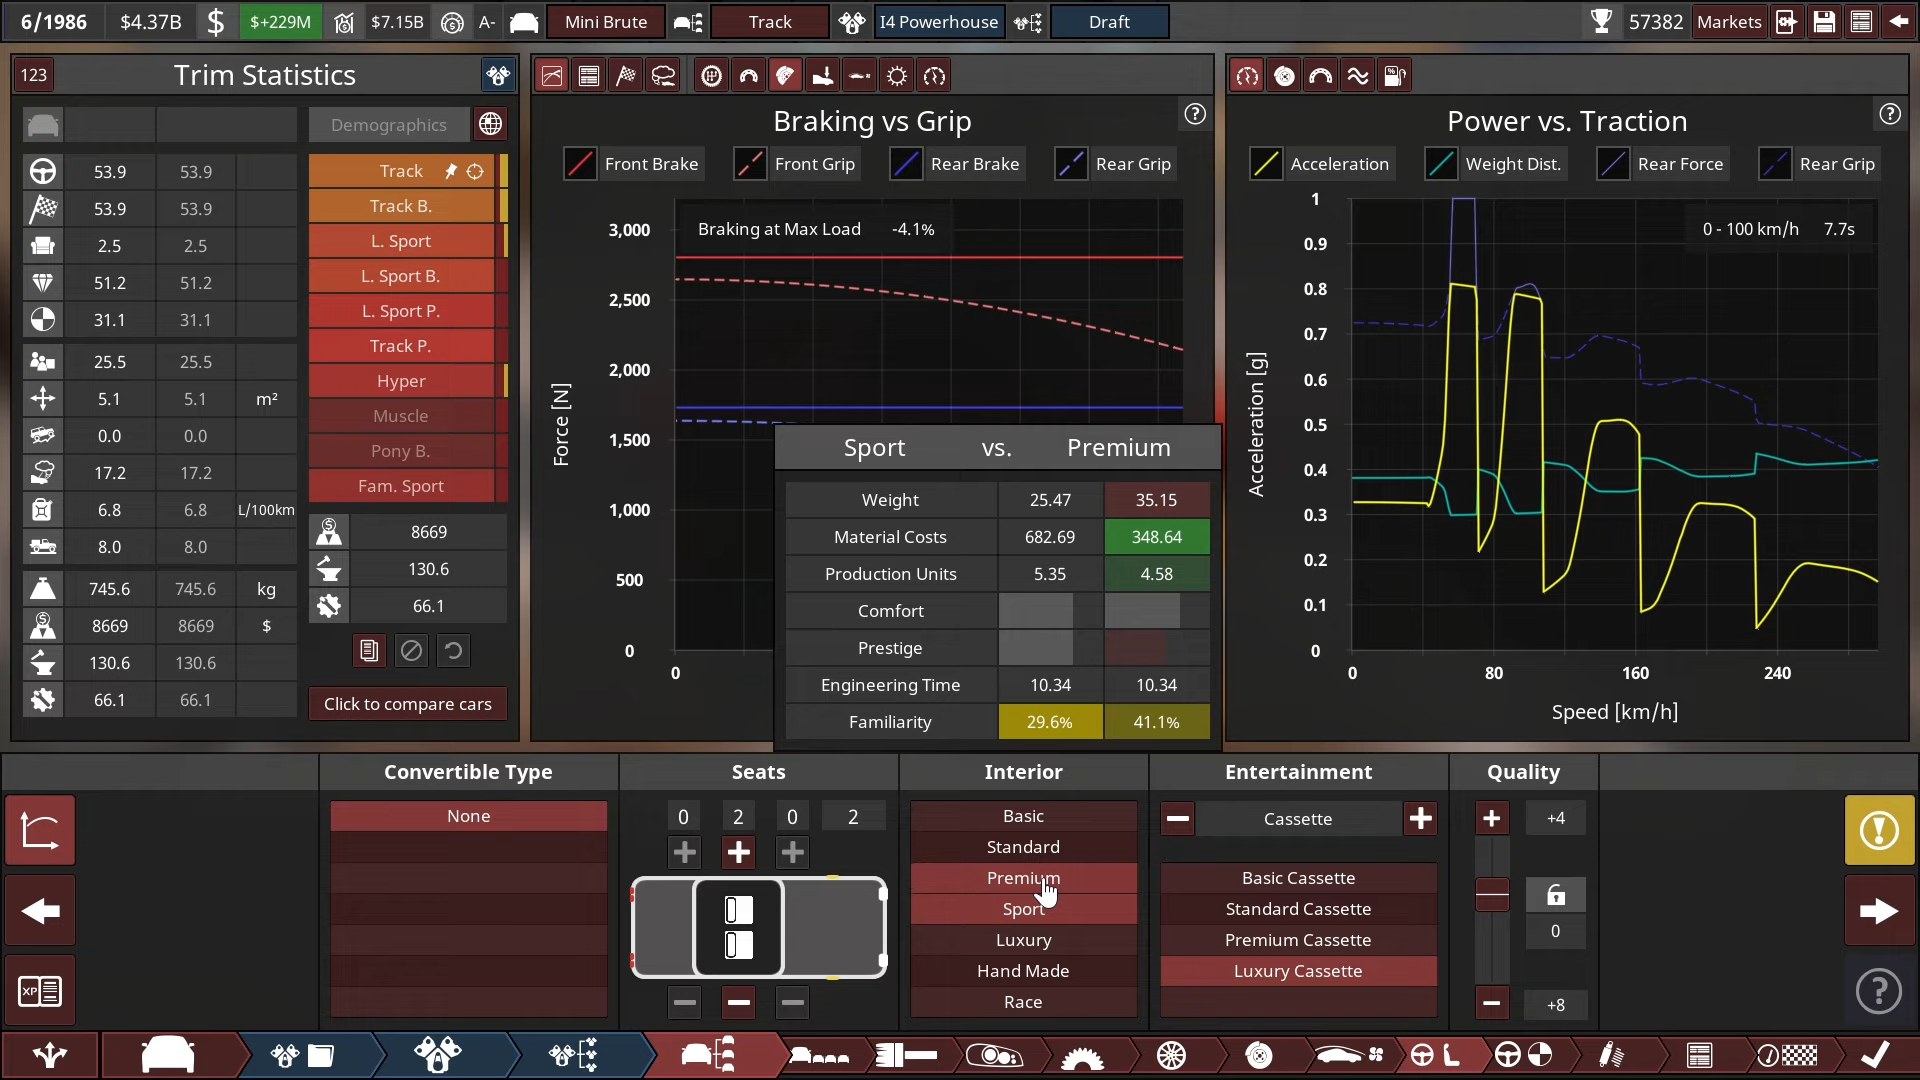 6/1986 $4.37B $ $+229M $7.15B A- Mini Brute Track I4 Powerhouse Draft 57382 Markets
123 Trim Statistics
Demographics
53.9 53.9
53.9 53.9
2.5 2.5
51.2 51.2
31.1 31.1
25.5 25.5
5.1 5.1 m²
0.0 0.0
17.2 17.2
6.8 6.8 L/100km
8.0 8.0
745.6 745.6 kg
8669 8669 $
130.6 130.6
66.1 66.1
Track
Track B.
L. Sport
L. Sport B.
L. Sport P.
Track P.
Hyper
Muscle
Pony B.
Fam. Sport
8669
130.6
66.1
Click to compare cars
Braking vs Grip
?
Front Brake Front Grip Rear Brake Rear Grip
Braking at Max Load -4.1%
3,000
2,500
2,000
1,500
1,000
500
0
Force [N]
0
Sport vs. Premium
Weight 25.47 35.15
Material Costs 682.69 348.64
Production Units 5.35 4.58
Comfort
Prestige
Engineering Time 10.34 10.34
Familiarity 29.6% 41.1%
Power vs. Traction
?
Acceleration Weight Dist. Rear Force Rear Grip
0 - 100 km/h 7.7s
1
0.9
0.8
0.7
0.6
0.5
0.4
0.3
0.2
0.1
0
Acceleration [g]
0 80 160 240
Speed [km/h]
Convertible Type
None
Seats
0 2 0 2
Interior
Basic
Standard
Premium
Sport
Luxury
Hand Made
Race
Entertainment
Cassette
Basic Cassette
Standard Cassette
Premium Cassette
Luxury Cassette
Quality
+4
0
+8
XP
?